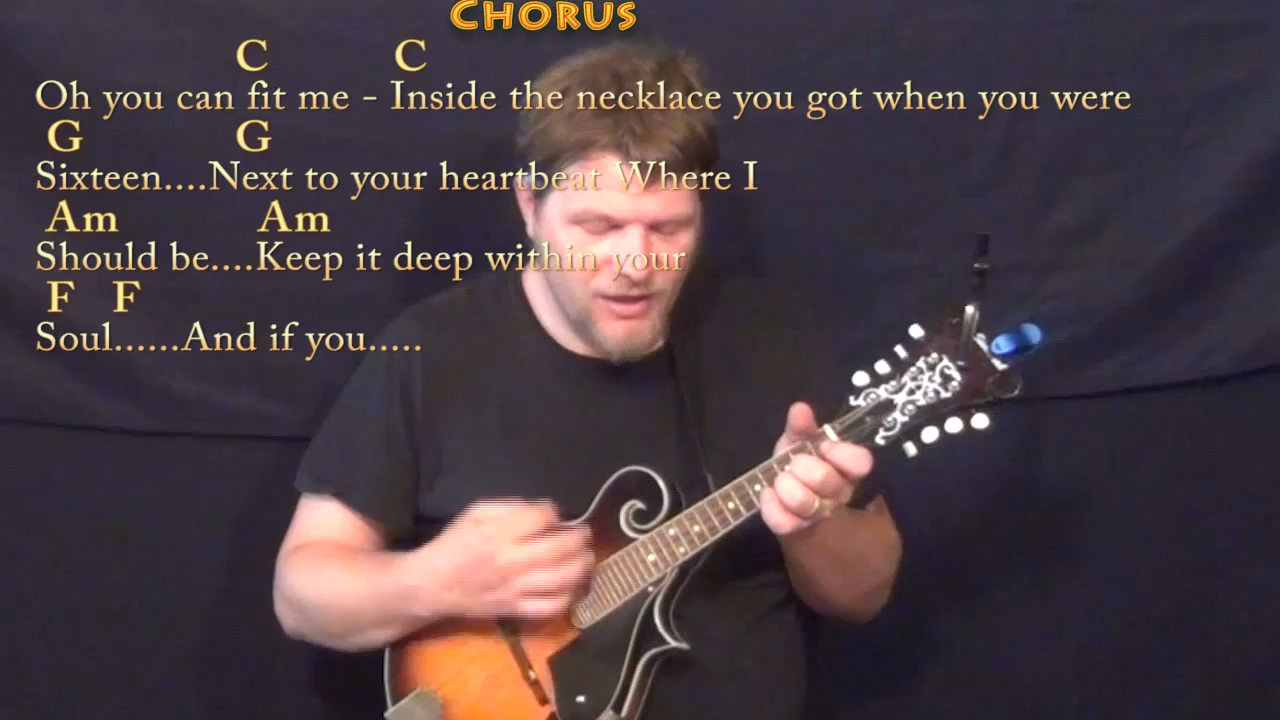 CHORUS
C C
Oh you can fit me - Inside the necklace you got when you were
G G
Sixteen....Next to your heartbeat Where I
Am Am
Should be....Keep it deep within your
F F
Soul......And if you.....